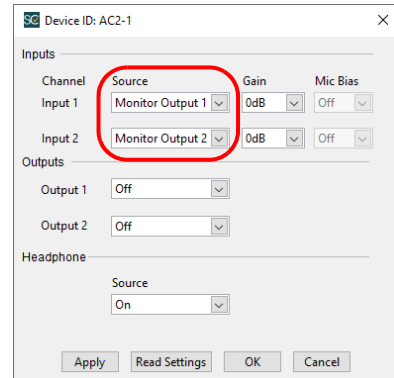 SC Device ID: AC2-1
Inputs
Channel Source Gain Mic Bias
Input 1 Monitor Output 1 0dB Off
Input 2 Monitor Output 2 0dB Off
Outputs
Output 1 Off
Output 2 Off
Headphone
Source
On
Apply Read Settings OK Cancel